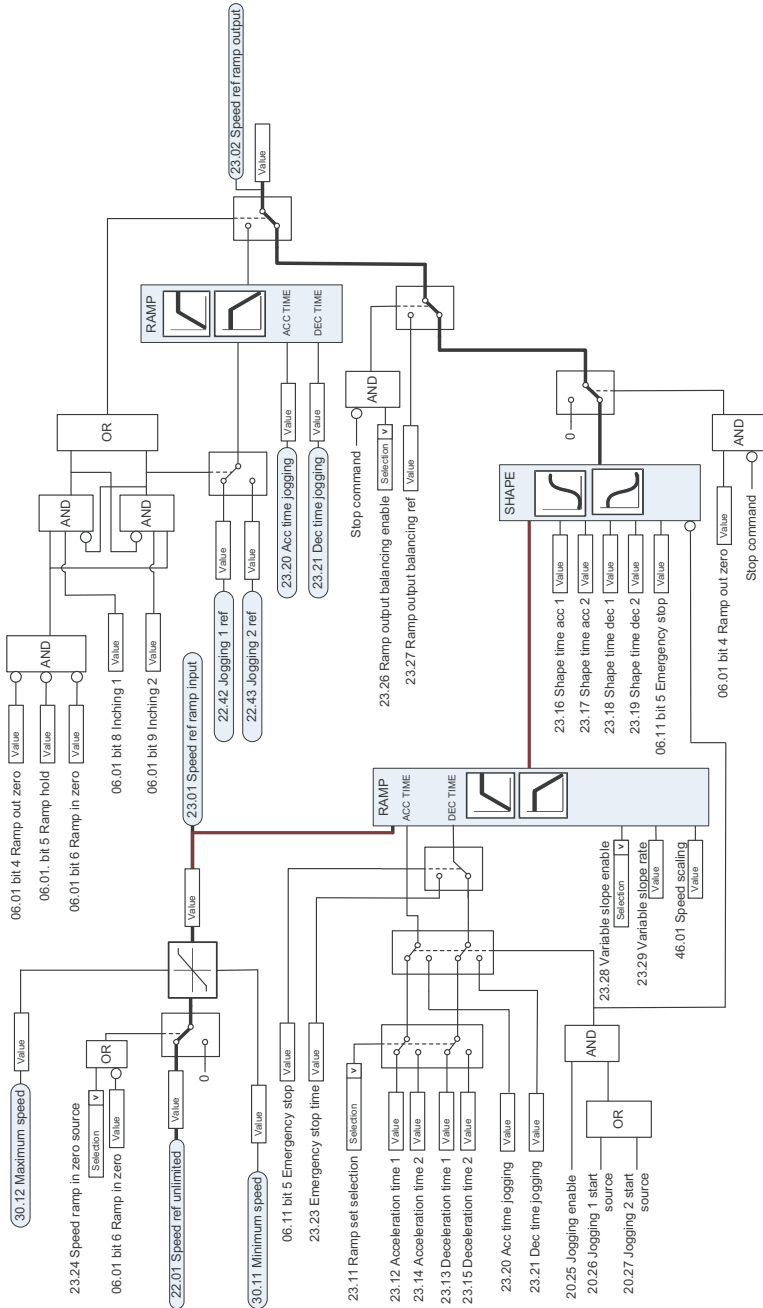 30.12 Maximum speed
Value
23.24 Speed ramp in zero source
Selection v
06.01 bit 6 Ramp in zero
Value
OR
22.01 Speed ref unlimited
Value
0
30.11 Minimum speed
Value
Value
23.01 Speed ref ramp input
06.11 bit 5 Emergency stop
Value
23.23 Emergency stop time
Value
23.11 Ramp set selection
Selection v
23.12 Acceleration time 1
Value
23.14 Acceleration time 2
Value
23.13 Deceleration time 1
Value
23.15 Deceleration time 2
Value
23.20 Acc time jogging
Value
23.21 Dec time jogging
Value
20.25 Jogging enable
20.26 Jogging 1 start
source
20.27 Jogging 2 start
source
OR
AND
RAMP
ACC TIME
DEC TIME
23.28 Variable slope enable
Selection v
23.29 Variable slope rate
Value
46.01 Speed scaling
Value
06.01 bit 4 Ramp out zero
Value
06.01. bit 5 Ramp hold
Value
06.01 bit 6 Ramp in zero
Value
AND
06.01 bit 8 Inching 1
Value
06.01 bit 9 Inching 2
Value
AND
AND
OR
22.42 Jogging 1 ref
Value
22.43 Jogging 2 ref
Value
23.20 Acc time jogging
Value
23.21 Dec time jogging
Value
RAMP
ACC TIME
DEC TIME
Stop command
23.26 Ramp output balancing enable
Selection v
AND
23.27 Ramp output balancing ref
Value
SHAPE
23.16 Shape time acc 1
Value
23.17 Shape time acc 2
Value
23.18 Shape time dec 1
Value
23.19 Shape time dec 2
Value
06.11 bit 5 Emergency stop
Value
0
06.01 bit 4 Ramp out zero
Value
Stop command
AND
23.02 Speed ref ramp output
Value